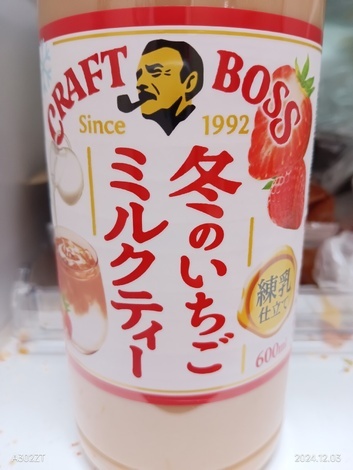 CRAFT BOSS
Since 1992
冬のいちご
ミルクティー
練乳
仕立て
600ml
A302ZT
2024.12.03